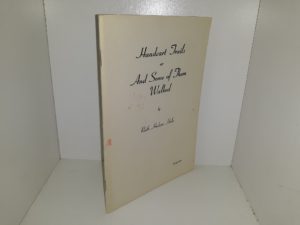 Handcart Trails
or
And Some of Them
Walked
by